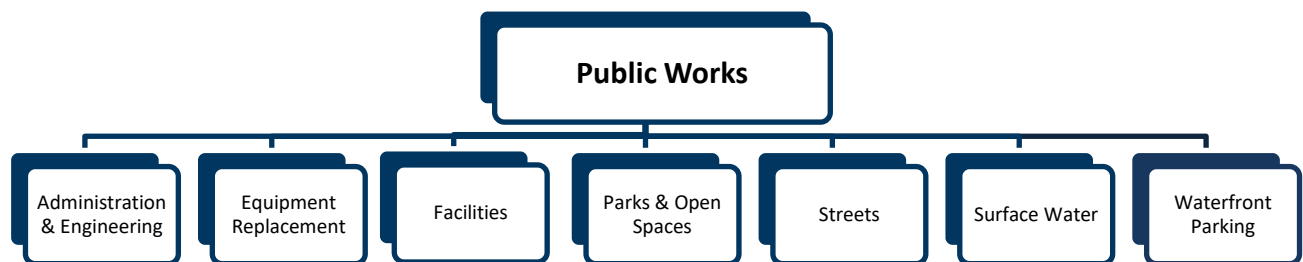 Public Works
Administration
& Engineering
Equipment
Replacement
Facilities
Parks & Open
Spaces
Streets
Surface Water
Waterfront
Parking